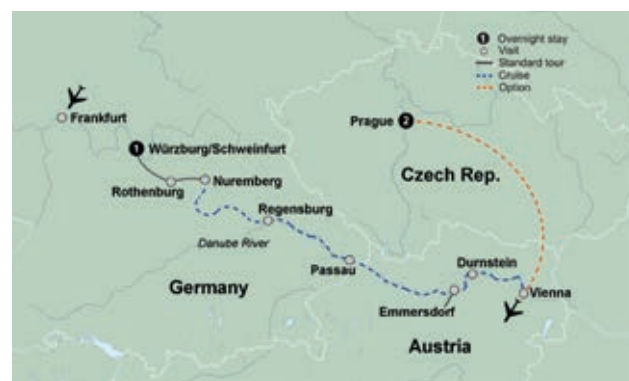 1 Overnight stay
Visit
Standard tour
Cruise
Option
Frankfurt
Prague 2
1 Würzburg/Schweinfurt
Czech Rep.
Rothenburg
Nuremberg
Regensburg
Danube River
Passau
Durnstein
Germany
Emmersdorf
Vienna
Austria